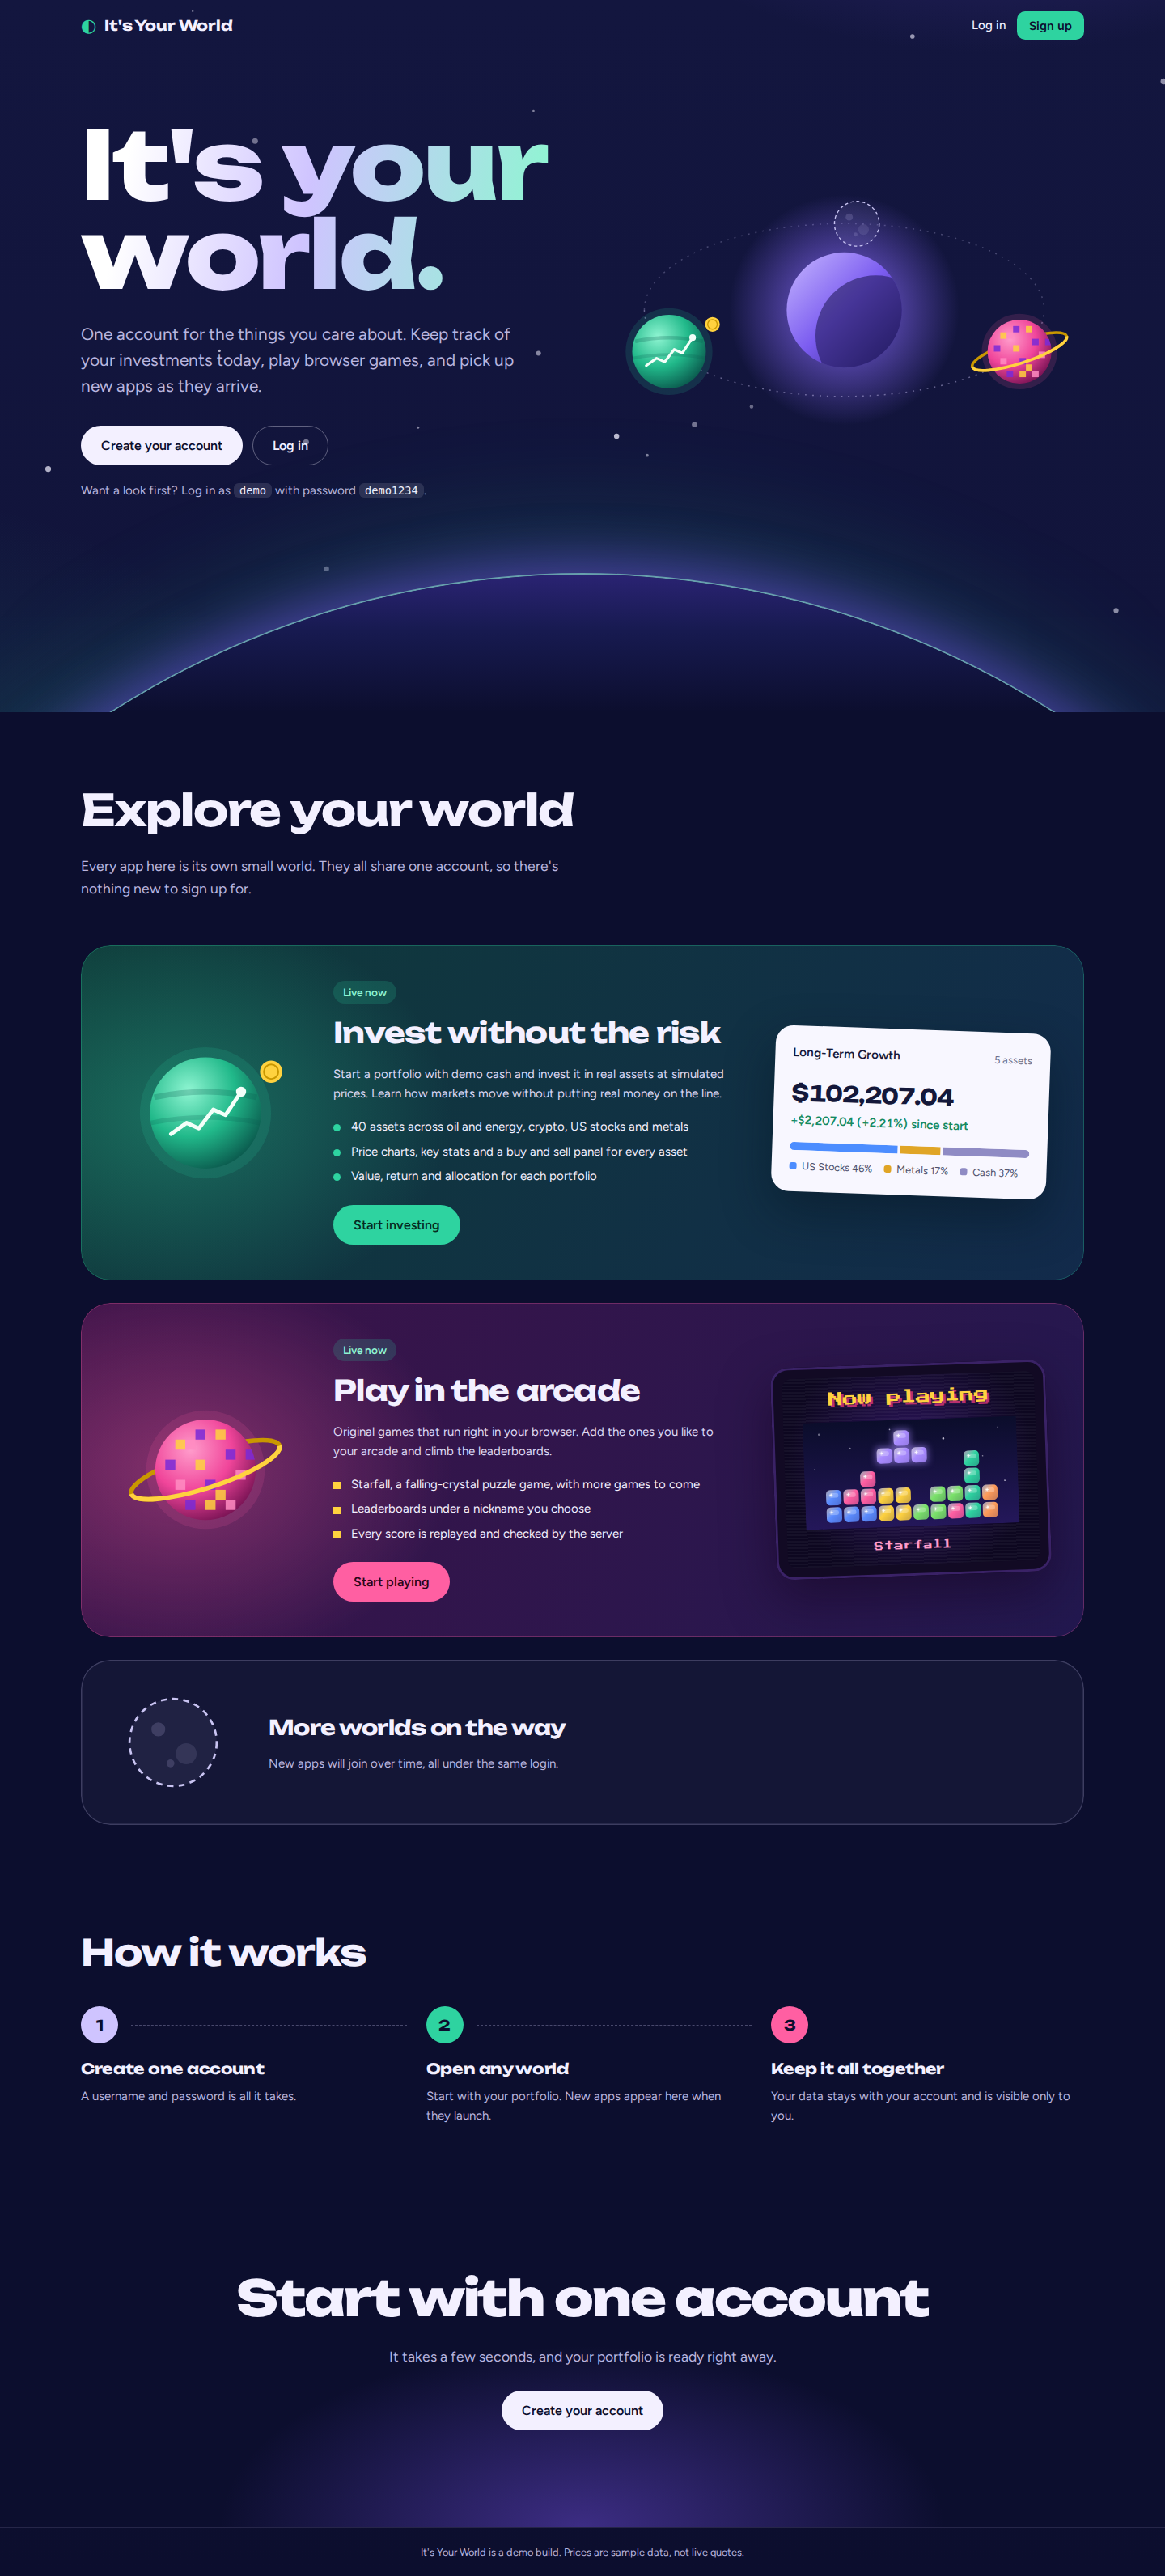 It's Your World
Log in
Sign up
It's your
world.
One account for the things you care about. Keep track of
your investments today, play browser games, and pick up
new apps as they arrive.
Create your account
Log in
Want a look first? Log in as demo with password demo1234.
Explore your world
Every app here is its own small world. They all share one account, so there's
nothing new to sign up for.
Live now
Invest without the risk
Start a portfolio with demo cash and invest it in real assets at simulated
prices. Learn how markets move without putting real money on the line.
40 assets across oil and energy, crypto, US stocks and metals
Price charts, key stats and a buy and sell panel for every asset
Value, return and allocation for each portfolio
Start investing
Long-Term Growth
5 assets
$102,207.04
+$2,207.04 (+2.21%) since start
US Stocks 46%
Metals 17%
Cash 37%
Live now
Play in the arcade
Original games that run right in your browser. Add the ones you like to
your arcade and climb the leaderboards.
Starfall, a falling-crystal puzzle game, with more games to come
Leaderboards under a nickname you choose
Every score is replayed and checked by the server
Start playing
Now playing
Starfall
More worlds on the way
New apps will join over time, all under the same login.
How it works
1
Create one account
A username and password is all it takes.
2
Open any world
Start with your portfolio. New apps appear here when
they launch.
3
Keep it all together
Your data stays with your account and is visible only to
you.
Start with one account
It takes a few seconds, and your portfolio is ready right away.
Create your account
It's Your World is a demo build. Prices are sample data, not live quotes.